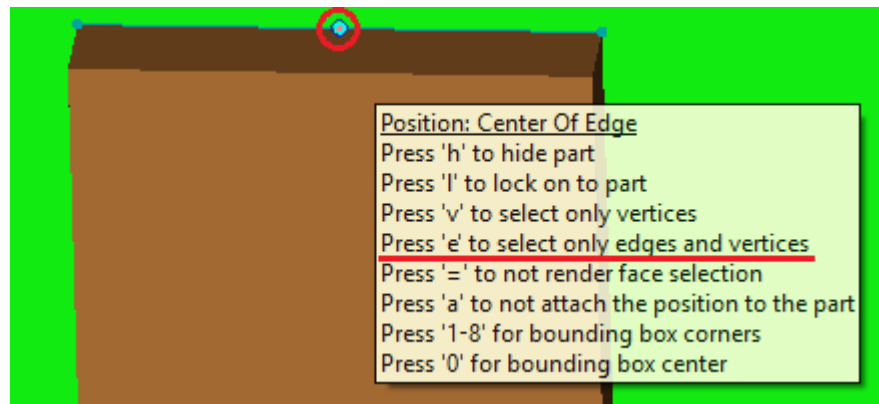 Position: Center Of Edge
Press 'h' to hide part
Press 'l' to lock on to part
Press 'v' to select only vertices
Press 'e' to select only edges and vertices
Press '=' to not render face selection
Press 'a' to not attach the position to the part
Press '1-8' for bounding box corners
Press '0' for bounding box center